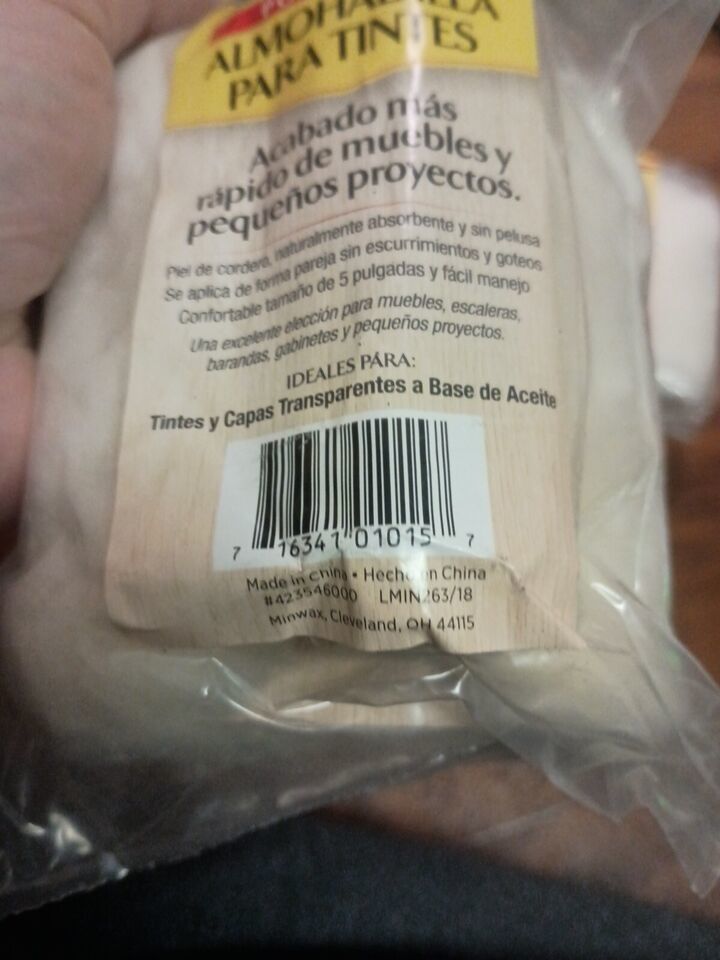 ALMOHADILLA
PARA TINTES
Acabado más
rápido de muebles y
pequeños proyectos.
Piel de cordero, naturalmente absorbente y sin pelusa
Se aplica de forma pareja sin escurrimientos y goteos
Confortable tamaño de 5 pulgadas y fácil manejo
Una excelente elección para muebles, escaleras,
barandas, gabinetes y pequeños proyectos.
IDEALES PÁRA:
Tintes y Capas Transparentes a Base de Aceite
7 16341 01015 7
Made in China • Hecho en China
#423546000 LMIN263/18
Minwax, Cleveland, OH 44115